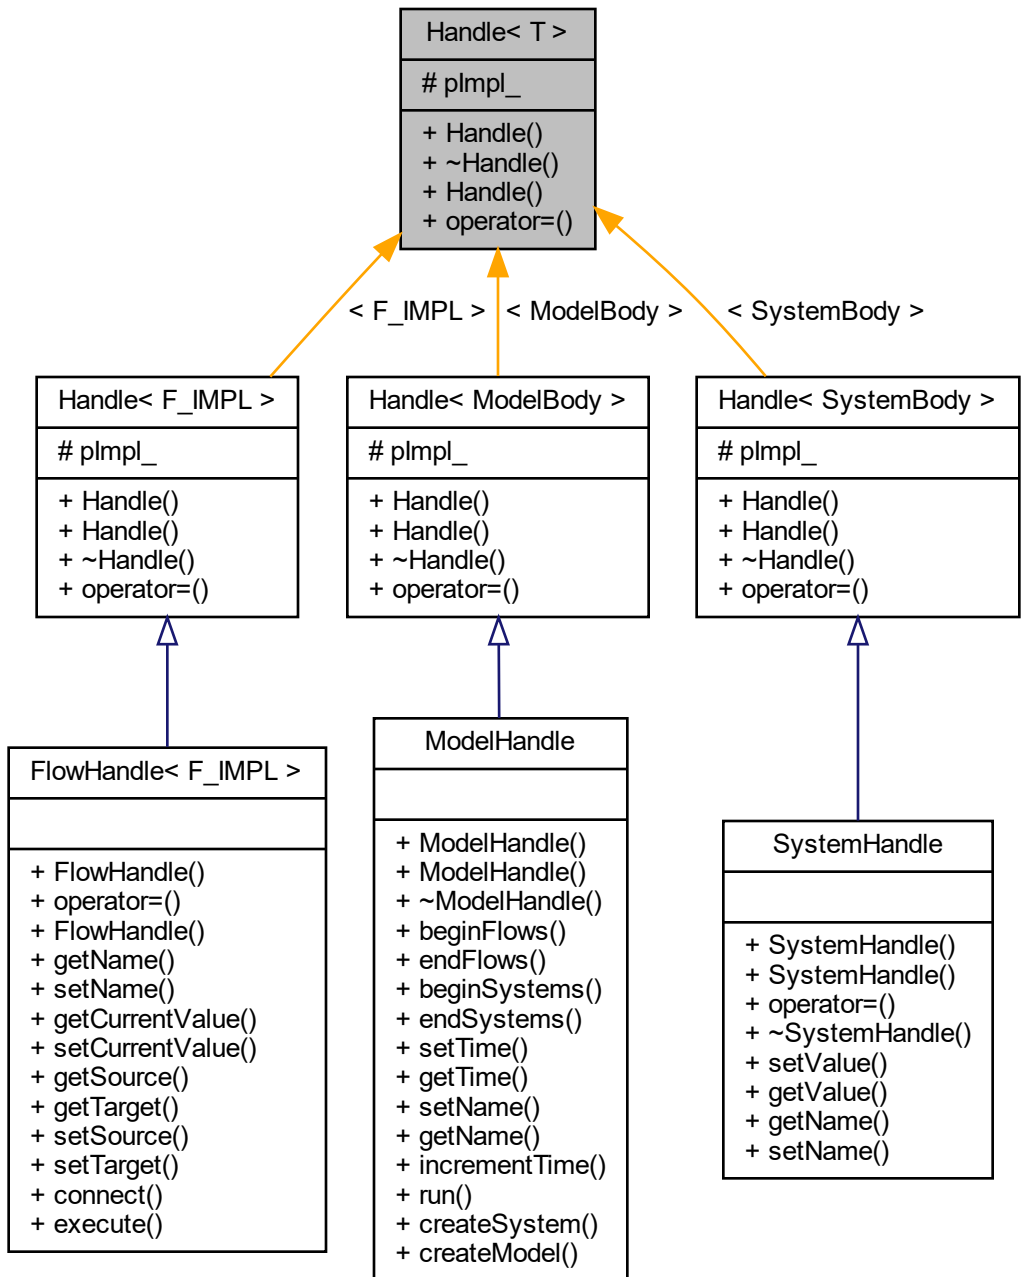 Handle< T >
# pImpl_
+ Handle()
+ ~Handle()
+ Handle()
+ operator=()
< F_IMPL >
< ModelBody >
< SystemBody >
Handle< F_IMPL >
# pImpl_
+ Handle()
+ Handle()
+ ~Handle()
+ operator=()
Handle< ModelBody >
# pImpl_
+ Handle()
+ Handle()
+ ~Handle()
+ operator=()
Handle< SystemBody >
# pImpl_
+ Handle()
+ Handle()
+ ~Handle()
+ operator=()
FlowHandle< F_IMPL >
+ FlowHandle()
+ operator=()
+ FlowHandle()
+ getName()
+ setName()
+ getCurrentValue()
+ setCurrentValue()
+ getSource()
+ getTarget()
+ setSource()
+ setTarget()
+ connect()
+ execute()
ModelHandle
+ ModelHandle()
+ ModelHandle()
+ ~ModelHandle()
+ beginFlows()
+ endFlows()
+ beginSystems()
+ endSystems()
+ setTime()
+ getTime()
+ setName()
+ getName()
+ incrementTime()
+ run()
+ createSystem()
+ createModel()
SystemHandle
+ SystemHandle()
+ SystemHandle()
+ operator=()
+ ~SystemHandle()
+ setValue()
+ getValue()
+ getName()
+ setName()